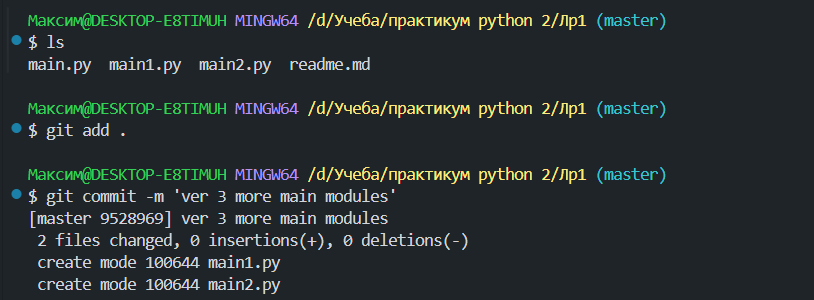 Максим@DESKTOP-E8TIMUH MINGW64 /d/Учеба/практикум python 2/Лр1 (master)
$ ls
main.py  main1.py  main2.py  readme.md
Максим@DESKTOP-E8TIMUH MINGW64 /d/Учеба/практикум python 2/Лр1 (master)
$ git add .
Максим@DESKTOP-E8TIMUH MINGW64 /d/Учеба/практикум python 2/Лр1 (master)
$ git commit -m 'ver 3 more main modules'
[master 9528969] ver 3 more main modules
 2 files changed, 0 insertions(+), 0 deletions(-)
 create mode 100644 main1.py
 create mode 100644 main2.py